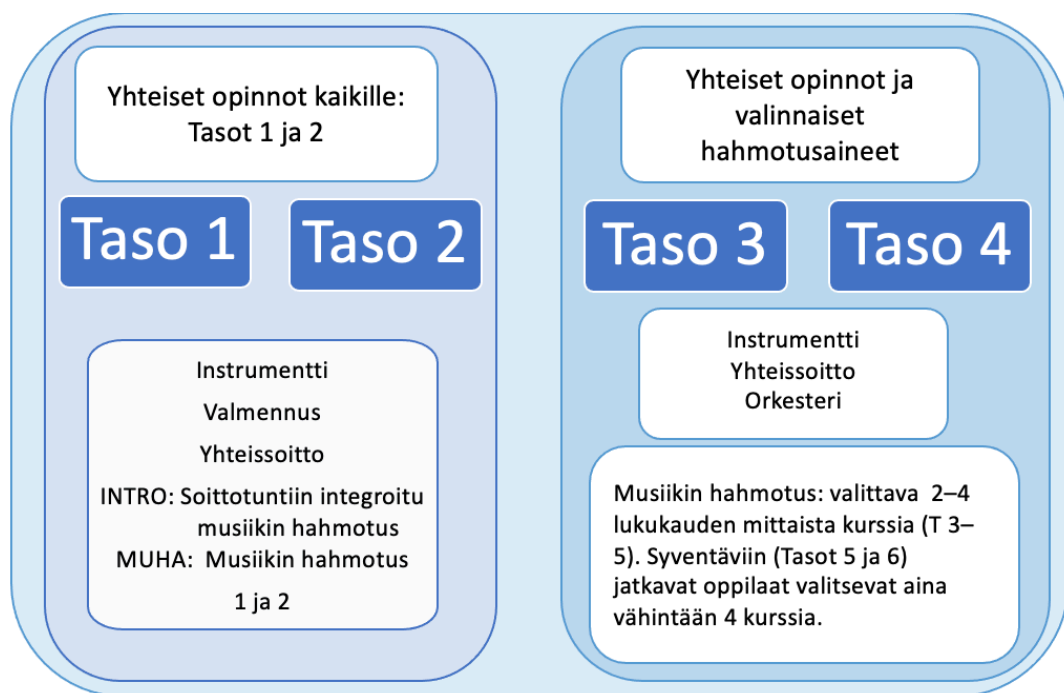 Yhteiset opinnot kaikille:
Tasot 1 ja 2
Taso 1
Taso 2
Instrumentti
Valmennus
Yhteissoitto
INTRO: Soittotuntiin integroitu
musiikin hahmotus
MUHA: Musiikin hahmotus
1 ja 2
Yhteiset opinnot ja
valinnaiset
hahmotusaineet
Taso 3
Taso 4
Instrumentti
Yhteissoitto
Orkesteri
Musiikin hahmotus: valittava 2–4
lukukauden mittaista kurssia (T 3–
5). Syventäviin (Tasot 5 ja 6)
jatkavat oppilaat valitsevat aina
vähintään 4 kurssia.